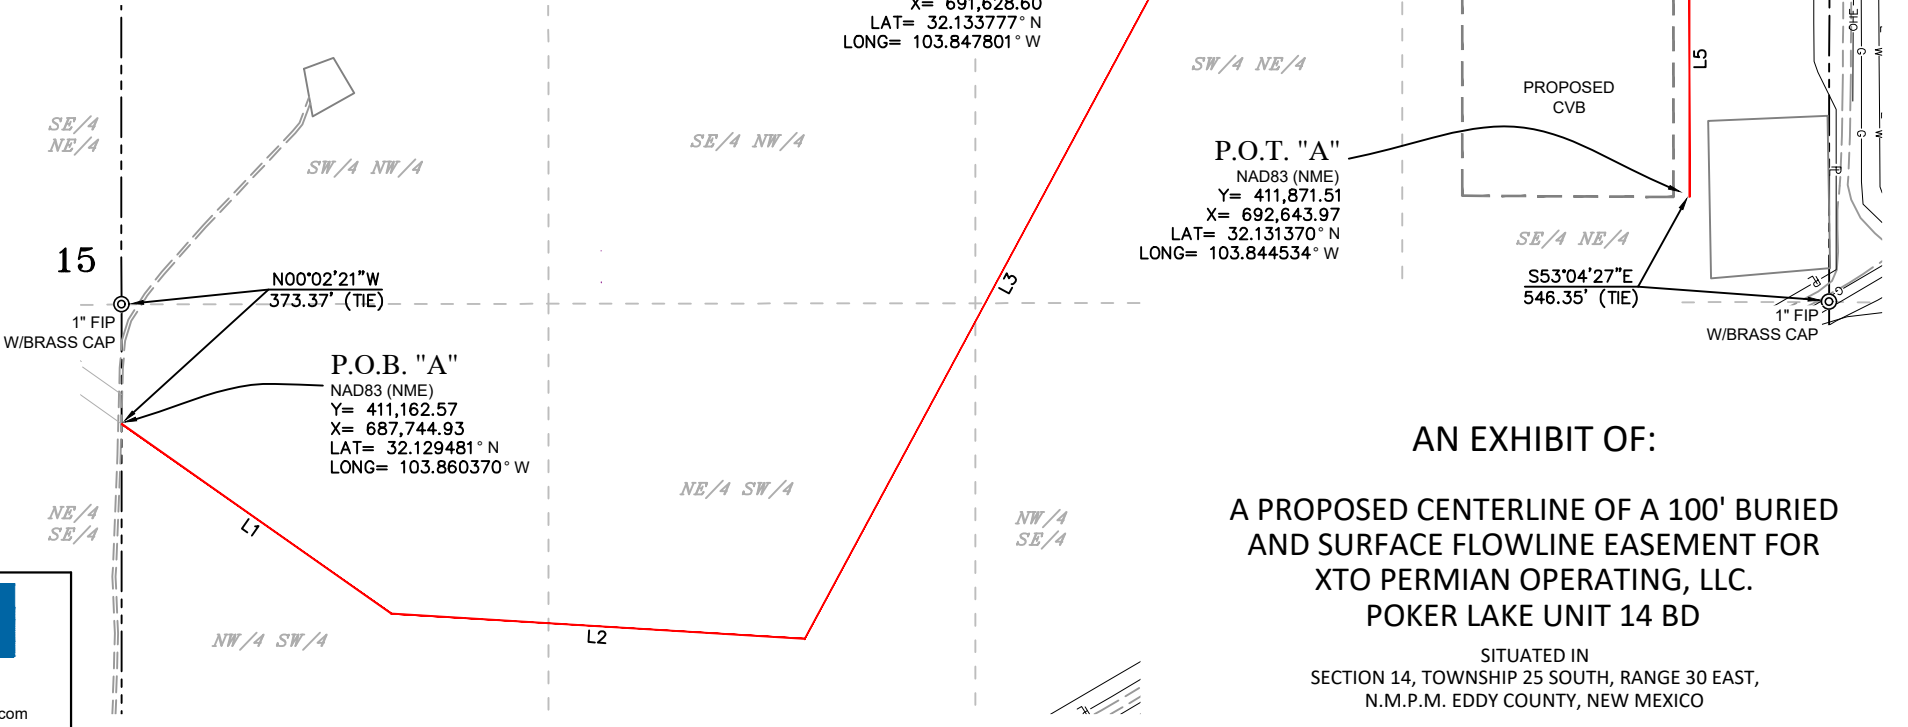 X= 691,628.60
LAT= 32.133777° N
LONG= 103.847801° W
SW/4 NE/4
L5
OHE
G
W
W
G
W
PROPOSED
CVB
SE/4
NE/4
SW/4 NW/4
SE/4 NW/4
P.O.T. "A"
NAD83 (NME)
Y= 411,871.51
X= 692,643.97
LAT= 32.131370° N
LONG= 103.844534° W
PL
SE/4 NE/4
15
N00°02'21"W
373.37' (TIE)
L3
S53°04'27"E
546.35' (TIE)
PL
G
1" FIP
W/BRASS CAP
1" FIP
W/BRASS CAP
P.O.B. "A"
NAD83 (NME)
Y= 411,162.57
X= 687,744.93
LAT= 32.129481° N
LONG= 103.860370° W
NE/4 SW/4
NE/4
SE/4
L1
NW/4
SE/4
L2
NW/4 SW/4
AN EXHIBIT OF:
A PROPOSED CENTERLINE OF A 100' BURIED
AND SURFACE FLOWLINE EASEMENT FOR
XTO PERMIAN OPERATING, LLC.
POKER LAKE UNIT 14 BD
SITUATED IN
SECTION 14, TOWNSHIP 25 SOUTH, RANGE 30 EAST,
N.M.P.M. EDDY COUNTY, NEW MEXICO
PL
com